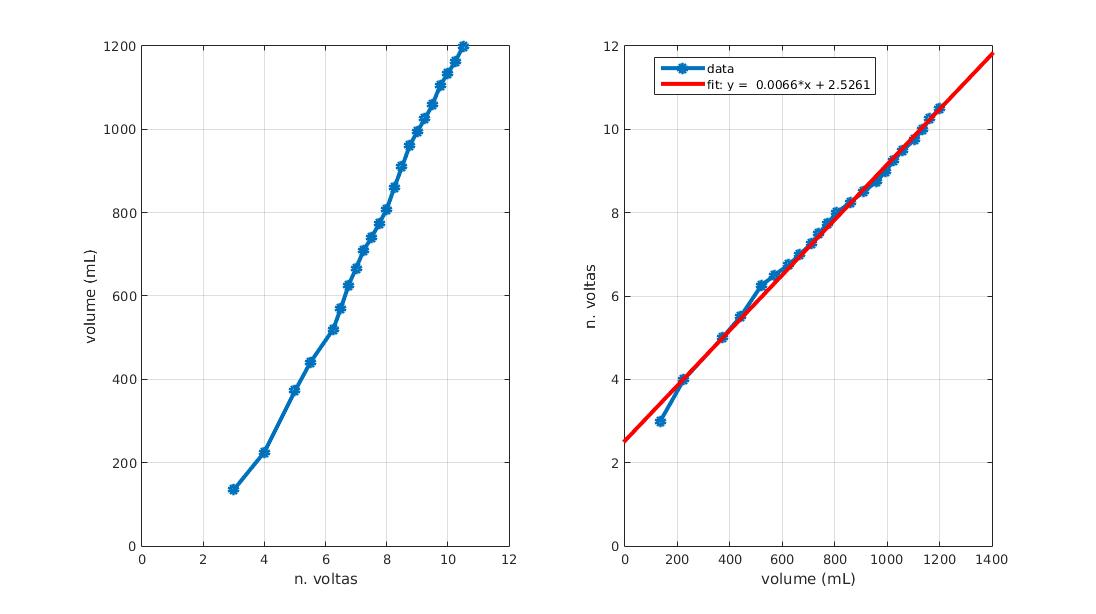 1200
1000
800
600
400
200
0
volume (mL)
0 2 4 6 8 10 12
n. voltas
12
10
8
6
4
2
0
n. voltas
data
fit: y =  0.0066*x + 2.5261
0 200 400 600 800 1000 1200 1400
volume (mL)